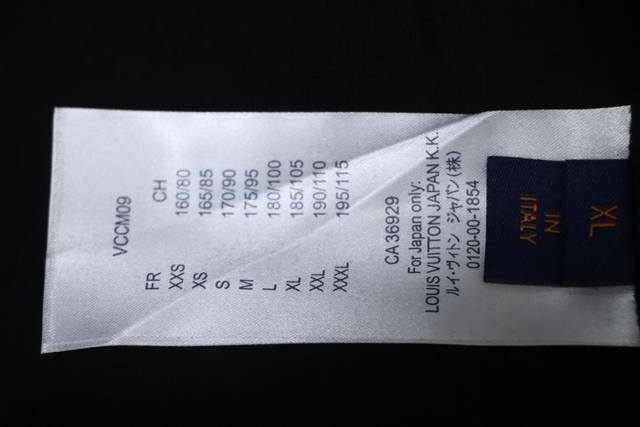 VCCM09
FR CH
XXS 160/80
XS 165/85
S 170/90
M 175/95
L 180/100
XL 185/105
XXL 190/110
XXXL 195/115
CA 36929
For Japan only:
LOUIS VUITTON JAPAN K.K.
ルイ・ヴィトン ジャパン(株)
0120-00-1854
IN
ITALY
XL